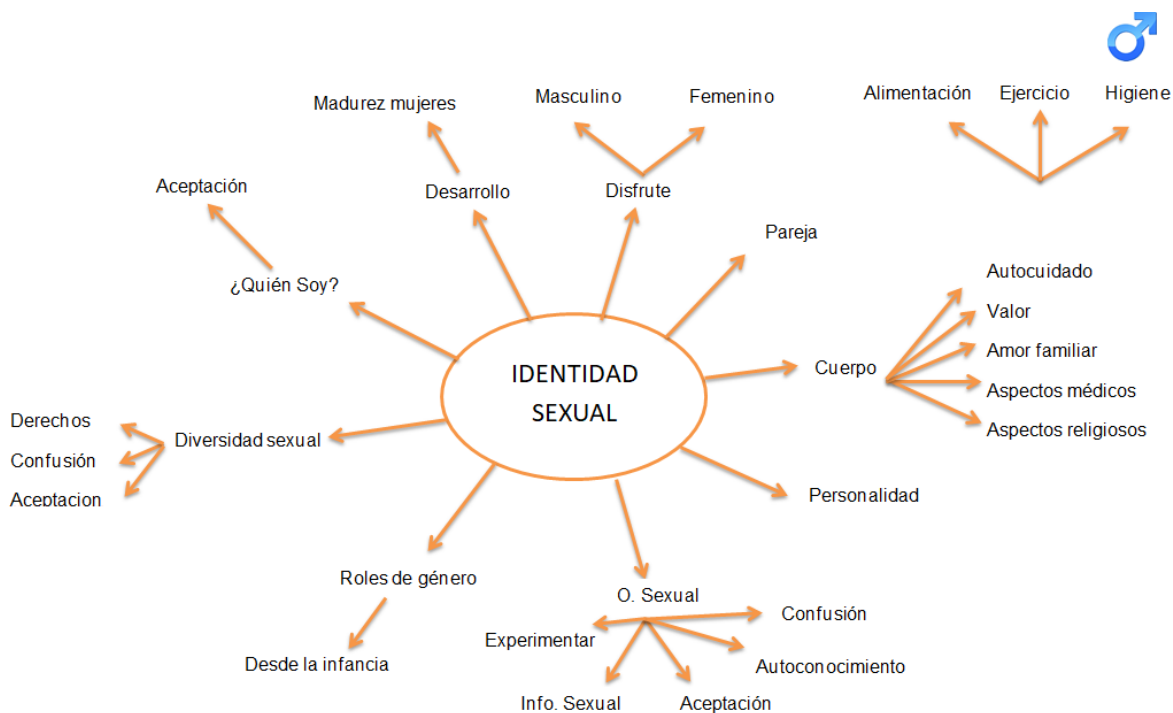 Madurez mujeres
Masculino
Femenino
Alimentación
Ejercicio
Higiene
Aceptación
Desarrollo
Disfrute
Pareja
¿Quién Soy?
Autocuidado
Valor
Amor familiar
Aspectos médicos
Aspectos religiosos
Cuerpo
IDENTIDAD
SEXUAL
Derechos
Confusión
Aceptacion
Diversidad sexual
Personalidad
Roles de género
Desde la infancia
O. Sexual
Experimentar
Confusión
Autoconocimiento
Info. Sexual
Aceptación